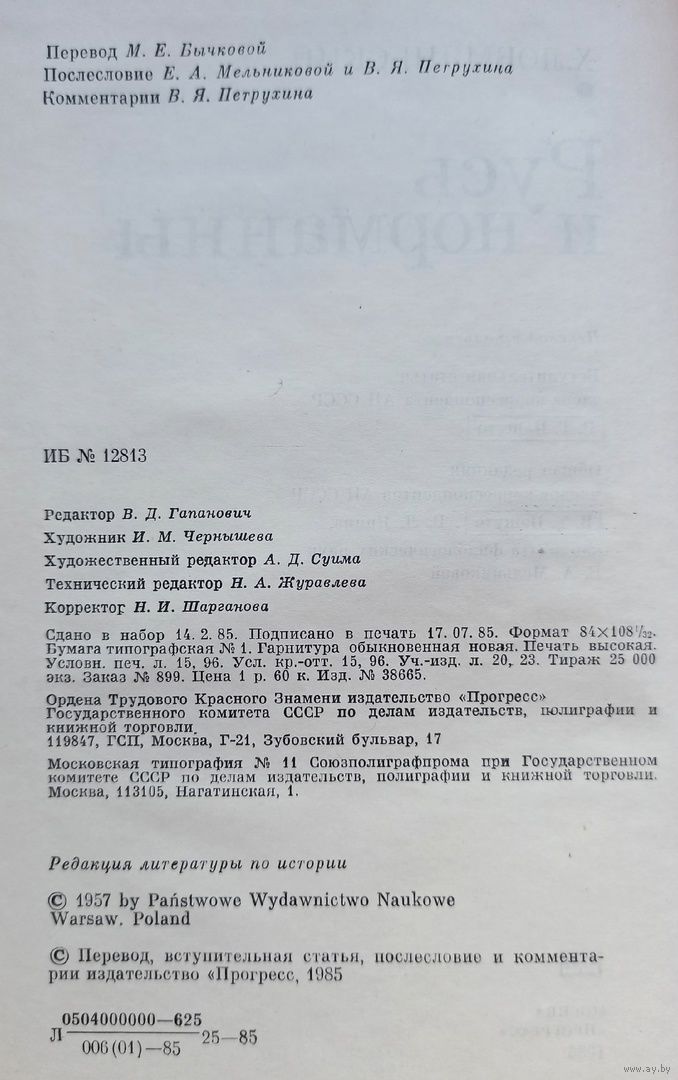 Перевод М. Е. Бычковой
Послесловие Е. А. Мельниковой и В. Я. Петрухина
Комментарии В. Я. Петрухина
Русь
и норманны
ИБ № 12813
Редактор В. Д. Гапанович
Художник И. М. Чернышева
Художественный редактор А. Д. Суима
Технический редактор Н. А. Журавлева
Корректор Н. И. Шарганова
Сдано в набор 14. 2. 85. Подписано в печать 17. 07. 85. Формат 84×108 1/32.
Бумага типографская № 1. Гарнитура обыкновенная новая. Печать высокая.
Условн. печ. л. 15, 96. Усл. кр.-отт. 15, 96. Уч.-изд. л. 20, 23. Тираж 25 000
экз. Заказ № 899. Цена 1 р. 60 к. Изд. № 38665.
Ордена Трудового Красного Знамени издательство «Прогресс»
Государственного комитета СССР по делам издательств, полиграфии и
книжной торговли.
119847, ГСП, Москва, Г-21, Зубовский бульвар, 17
Московская типография № 11 Союзполиграфпрома при Государственном
комитете СССР по делам издательств, полиграфии и книжной торговли.
Москва, 113105, Нагатинская, 1.
Редакция литературы по истории
© 1957 by Państwowe Wydawnictwo Naukowe
Warsaw. Poland
© Перевод, вступительная статья, послесловие и коммента-
рии издательство «Прогресс, 1985
Л 0504000000—625 25—85
006(01)—85
www.ay.by